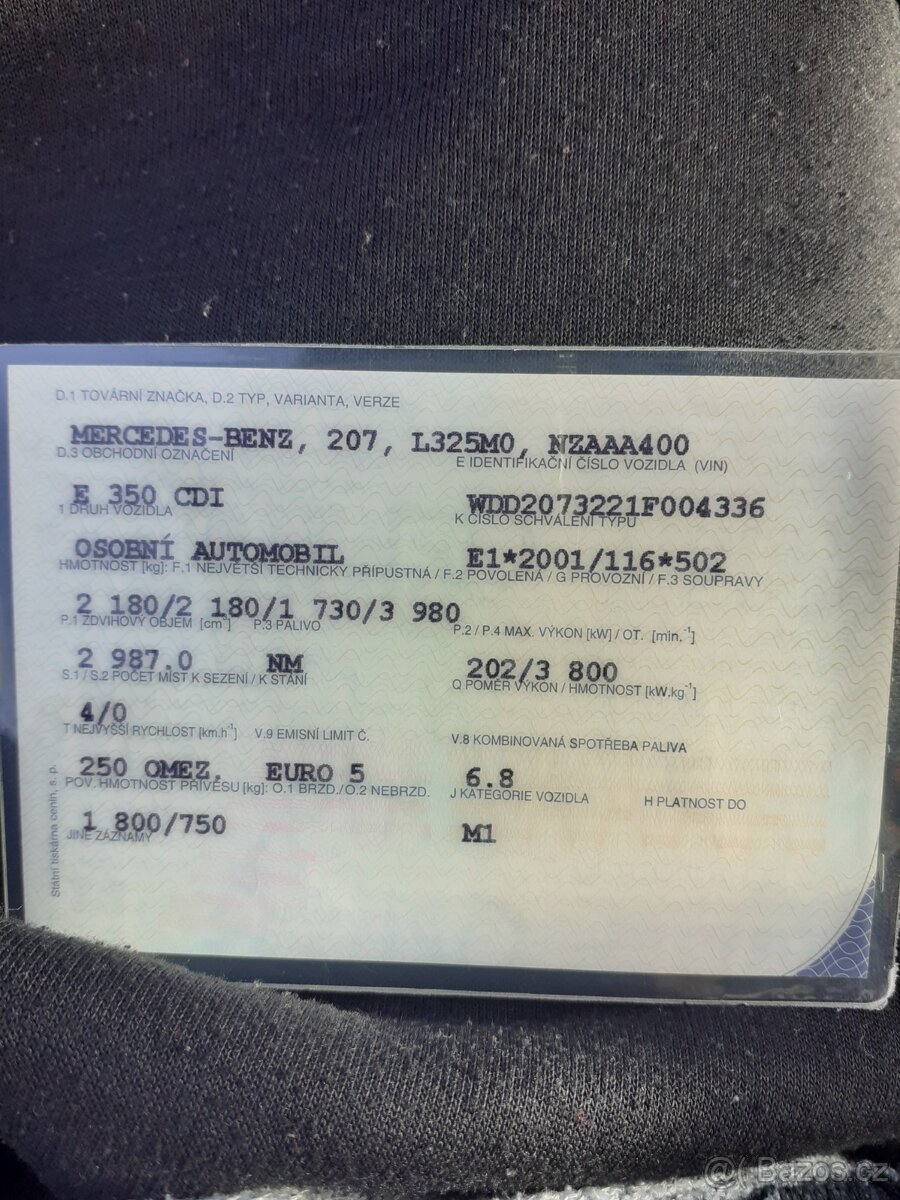 D.1 TOVÁRNÍ ZNAČKA, D.2 TYP, VARIANTA, VERZE
MERCEDES-BENZ, 207, L325M0, NZAAA400
D.3 OBCHODNÍ OZNAČENÍ E IDENTIFIKAČNÍ ČÍSLO VOZIDLA (VIN)
E 350 CDI WDD2073221F004336
1 DRUH VOZIDLA K ČÍSLO SCHVÁLENÍ TYPU
OSOBNÍ AUTOMOBIL E1*2001/116*502
HMOTNOST [kg]: F.1 NEJVĚTŠÍ TECHNICKY PŘÍPUSTNÁ / F.2 POVOLENÁ / G PROVOZNÍ / F.3 SOUPRAVY
2 180/2 180/1 730/3 980
P.1 ZDVIHOVÝ OBJEM [cm³] P.3 PALIVO P.2 / P.4 MAX. VÝKON [kW] / OT. [min.⁻¹]
2 987.0 NM 202/3 800
S.1 / S.2 POČET MÍST K SEZENÍ / K STÁNÍ Q POMĚR VÝKON / HMOTNOST [kW.kg⁻¹]
4/0
T NEJVYŠŠÍ RYCHLOST [km.h⁻¹] V.9 EMISNÍ LIMIT Č. V.8 KOMBINOVANÁ SPOTŘEBA PALIVA
250 OMEZ. EURO 5 6.8
POV. HMOTNOST PŘÍVĚSU [kg]: O.1 BRZD./O.2 NEBRZD. J KATEGORIE VOZIDLA H PLATNOST DO
1 800/750 M1
JINÉ ZÁZNAMY
Státní tiskárna cenin, s. p.
Bazos.cz